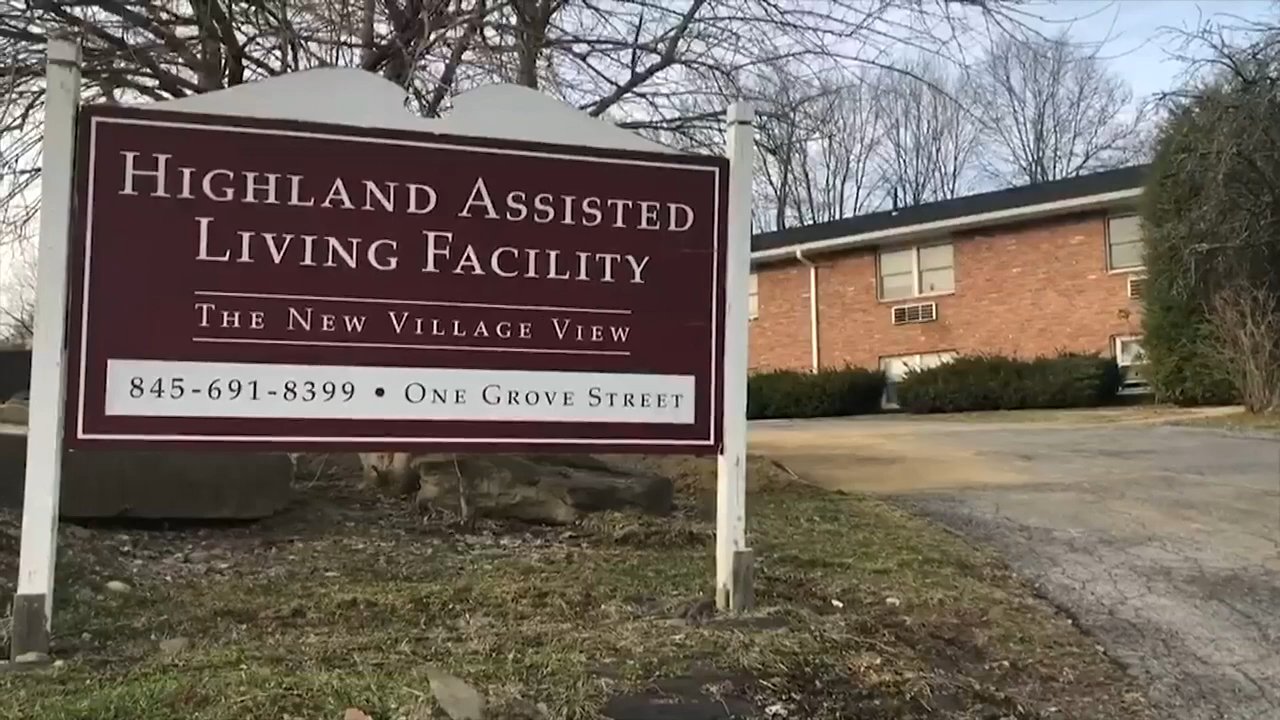 HIGHLAND ASSISTED
LIVING FACILITY
THE NEW VILLAGE VIEW
845-691-8399 • ONE GROVE STREET